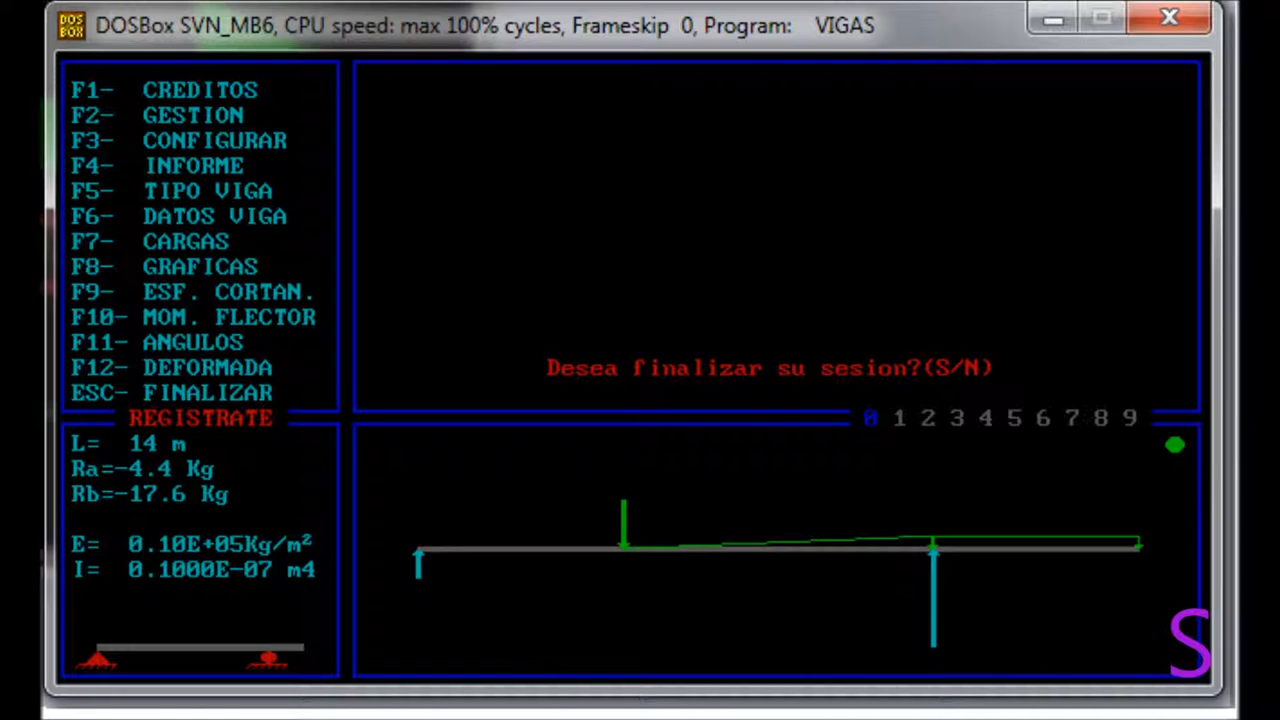 DOS
BOX
DOSBox SVN_MB6, CPU speed: max 100% cycles, Frameskip 0, Program: VIGAS
F1- CREDITOS
F2- GESTION
F3- CONFIGURAR
F4- INFORME
F5- TIPO VIGA
F6- DATOS VIGA
F7- CARGAS
F8- GRAFICAS
F9- ESF. CORTAN.
F10- MOM. FLECTOR
F11- ANGULOS
F12- DEFORMADA
ESC- FINALIZAR
Desea finalizar su sesion?(S/N)
REGISTRATE
0 1 2 3 4 5 6 7 8 9
L= 14 m
Ra=-4.4 Kg
Rb=-17.6 Kg
E= 0.10E+05Kg/m²
I= 0.1000E-07 m4
S